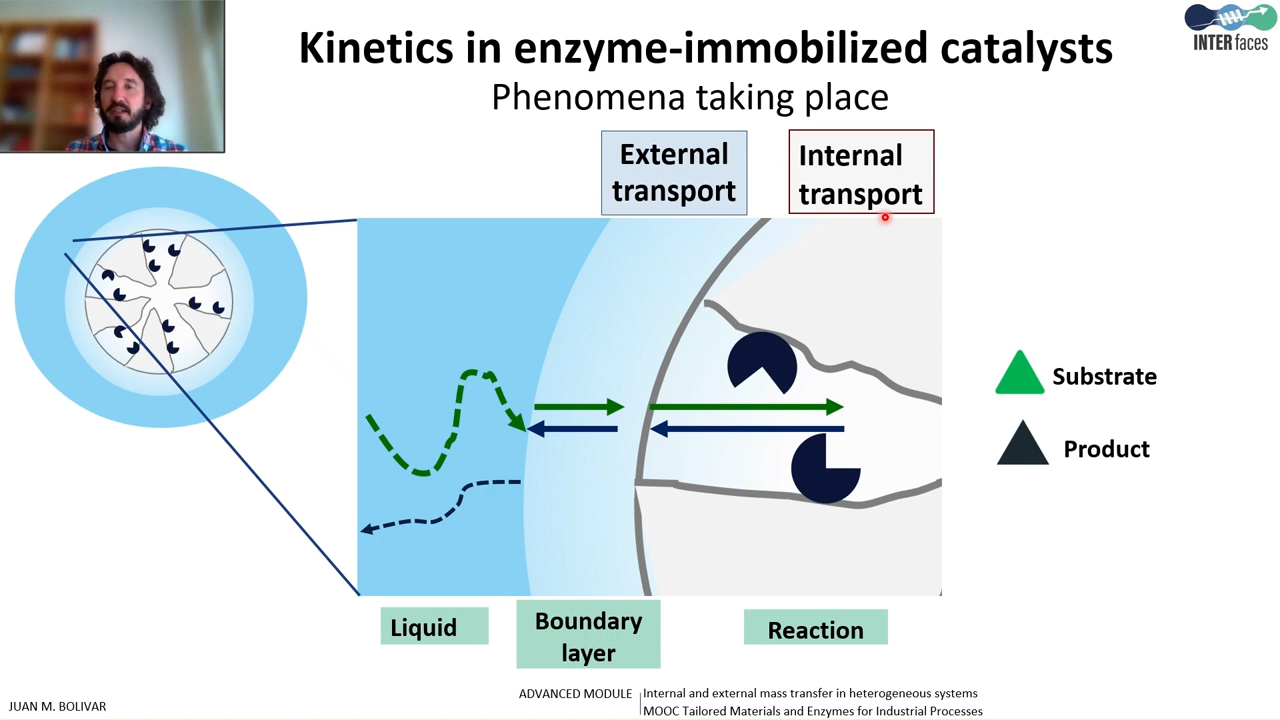 Kinetics in enzyme-immobilized catalysts
Phenomena taking place
INTERfaces
External
transport
Internal
transport
Substrate
Product
Liquid
Boundary
layer
Reaction
JUAN M. BOLIVAR
ADVANCED MODULE
Internal and external mass transfer in heterogeneous systems
MOOC Tailored Materials and Enzymes for Industrial Processes